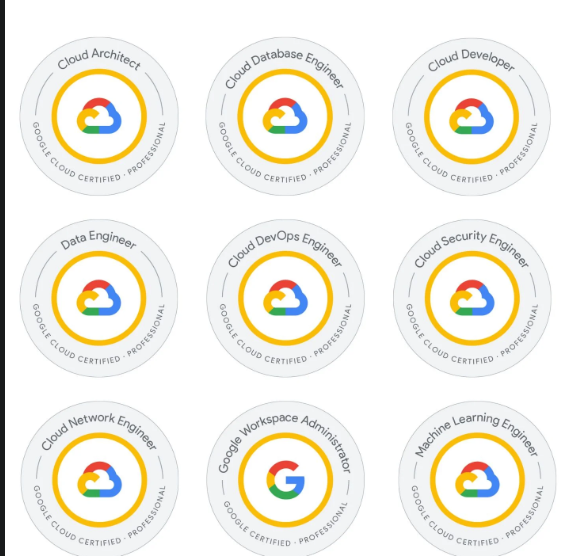 Cloud Architect
GOOGLE CLOUD CERTIFIED · PROFESSIONAL
Cloud Database Engineer
GOOGLE CLOUD CERTIFIED · PROFESSIONAL
Cloud Developer
GOOGLE CLOUD CERTIFIED · PROFESSIONAL
Data Engineer
GOOGLE CLOUD CERTIFIED · PROFESSIONAL
Cloud DevOps Engineer
GOOGLE CLOUD CERTIFIED · PROFESSIONAL
Cloud Security Engineer
GOOGLE CLOUD CERTIFIED · PROFESSIONAL
Cloud Network Engineer
GOOGLE CLOUD CERTIFIED · PROFESSIONAL
Google Workspace Administrator
GOOGLE CLOUD CERTIFIED · PROFESSIONAL
Machine Learning Engineer
GOOGLE CLOUD CERTIFIED · PROFESSIONAL